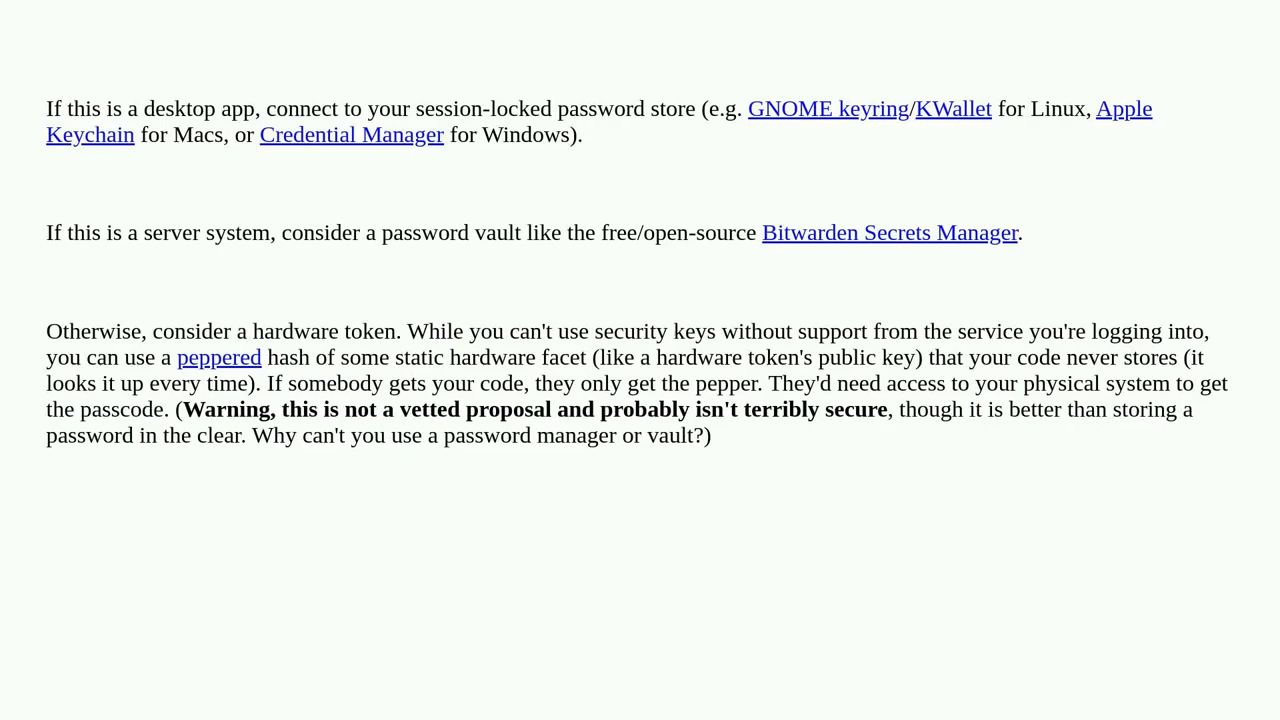 If this is a desktop app, connect to your session-locked password store (e.g. GNOME keyring/KWallet for Linux, Apple
Keychain for Macs, or Credential Manager for Windows).
If this is a server system, consider a password vault like the free/open-source Bitwarden Secrets Manager.
Otherwise, consider a hardware token. While you can't use security keys without support from the service you're logging into,
you can use a peppered hash of some static hardware facet (like a hardware token's public key) that your code never stores (it
looks it up every time). If somebody gets your code, they only get the pepper. They'd need access to your physical system to get
the passcode. (Warning, this is not a vetted proposal and probably isn't terribly secure, though it is better than storing a
password in the clear. Why can't you use a password manager or vault?)